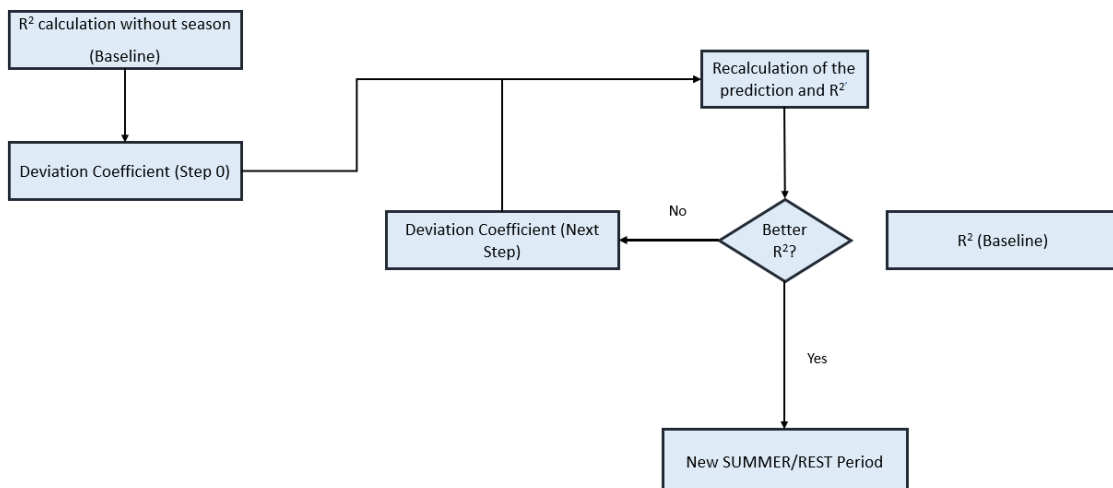 R² calculation without season
(Baseline)
Deviation Coefficient (Step 0)
Recalculation of the
prediction and R²′
Deviation Coefficient (Next
Step)
No
Better
R²?
R² (Baseline)
Yes
New SUMMER/REST Period